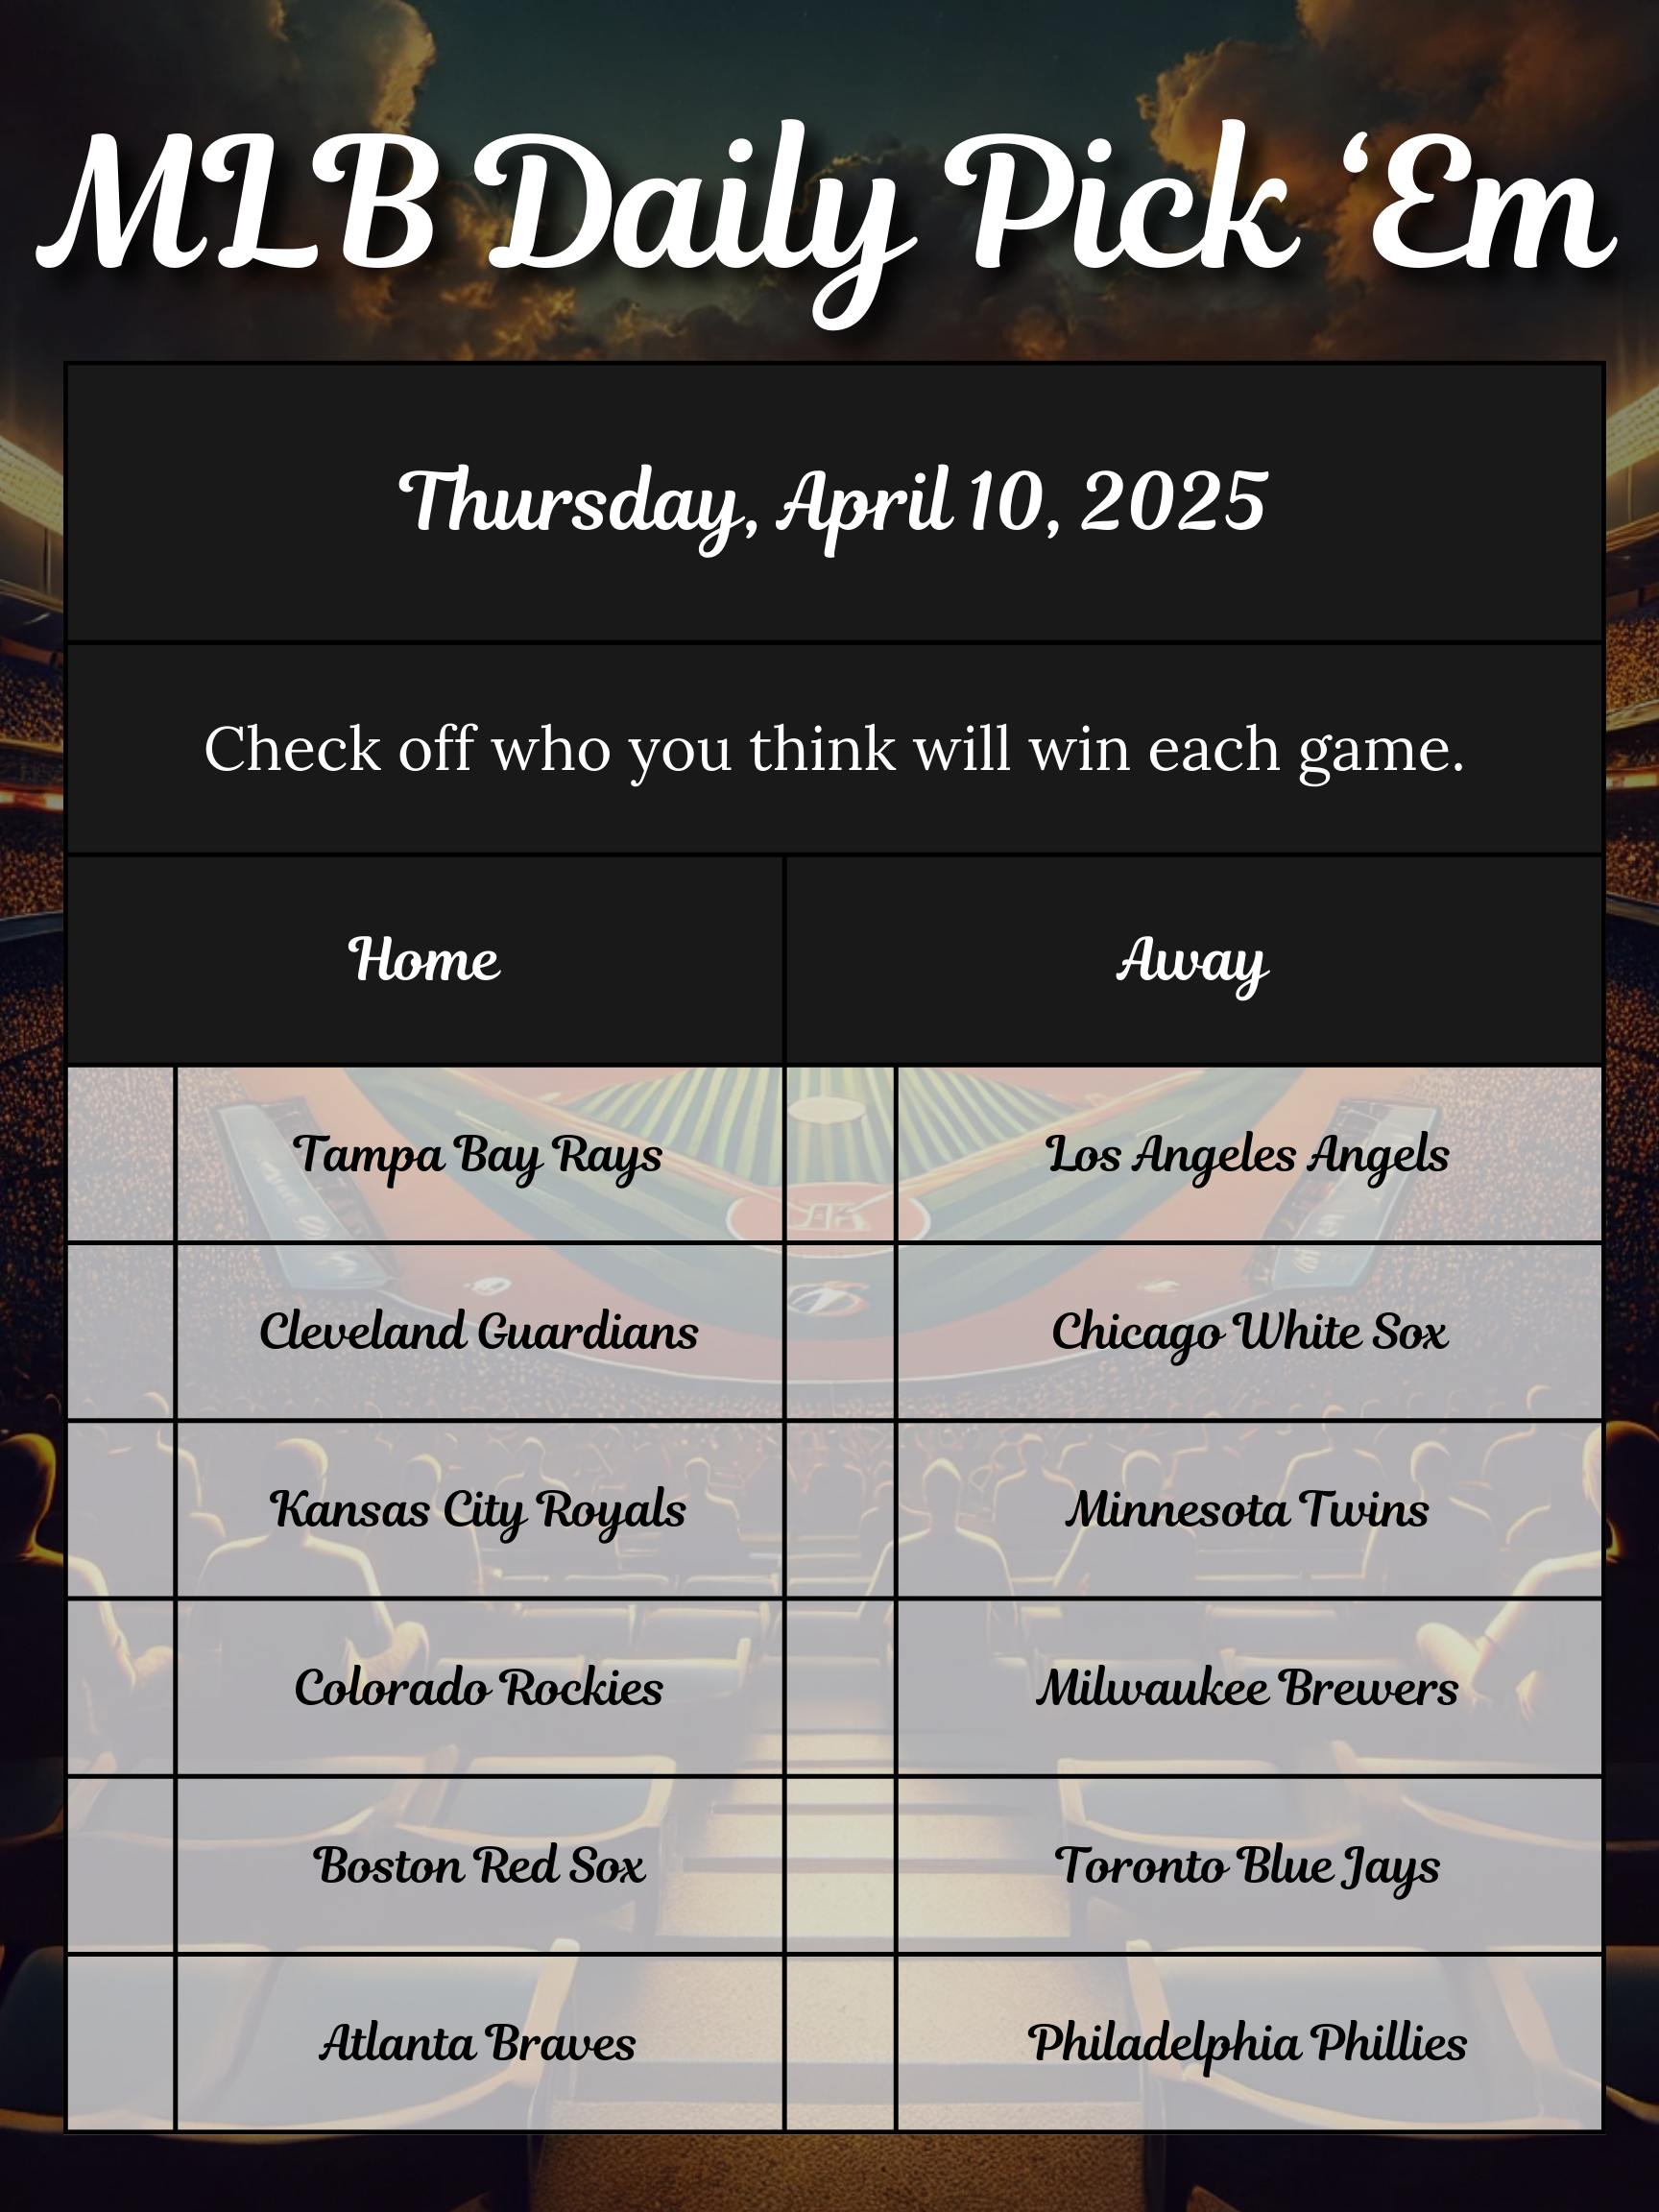 MLB Daily Pick ‘Em
Thursday, April 10, 2025
Check off who you think will win each game.
Home Away
Tampa Bay Rays Los Angeles Angels
Cleveland Guardians Chicago White Sox
Kansas City Royals Minnesota Twins
Colorado Rockies Milwaukee Brewers
Boston Red Sox Toronto Blue Jays
Atlanta Braves Philadelphia Phillies